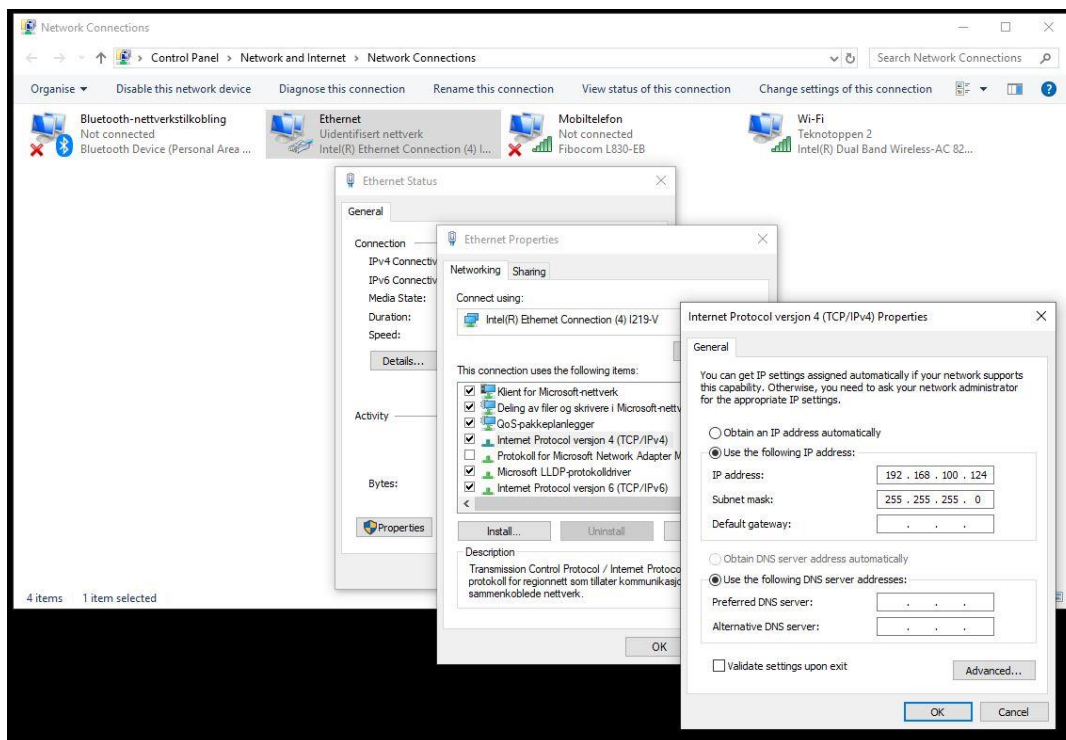 Network Connections
Control Panel > Network and Internet > Network Connections
Search Network Connections
Organise
Disable this network device
Diagnose this connection
Rename this connection
View status of this connection
Change settings of this connection
Bluetooth-nettverkstilkobling
Not connected
Bluetooth Device (Personal Area ...
Ethernet
Uidentifisert nettverk
Intel(R) Ethernet Connection (4) I...
Mobiltelefon
Not connected
Fibocom L830-EB
Wi-Fi
Teknotoppen 2
Intel(R) Dual Band Wireless-AC 82...
Ethernet Status
General
Connection
IPv4 Connectiv
IPv6 Connectiv
Media State:
Duration:
Speed:
Details...
Activity
Bytes:
Properties
Ethernet Properties
Networking
Sharing
Connect using:
Intel(R) Ethernet Connection (4) I219-V
This connection uses the following items:
Klient for Microsoft-nettverk
Deling av filer og skrivere i Microsoft-nettv
QoS-pakkeplanlegger
Internet Protocol versjon 4 (TCP/IPv4)
Protokoll for Microsoft Network Adapter M
Microsoft LLDP-protokolldriver
Internet Protocol versjon 6 (TCP/IPv6)
Install...
Uninstall
Description
Transmission Control Protocol / Internet Protoco
protokoll for regionnett som tillater kommunikasjo
sammenkoblede nettverk.
OK
Internet Protocol versjon 4 (TCP/IPv4) Properties
General
You can get IP settings assigned automatically if your network supports
this capability. Otherwise, you need to ask your network administrator
for the appropriate IP settings.
Obtain an IP address automatically
Use the following IP address:
IP address: 192 . 168 . 100 . 124
Subnet mask: 255 . 255 . 255 . 0
Default gateway: . . .
Obtain DNS server address automatically
Use the following DNS server addresses:
Preferred DNS server: . . .
Alternative DNS server: . . .
Validate settings upon exit
Advanced...
OK
Cancel
4 items
1 item selected